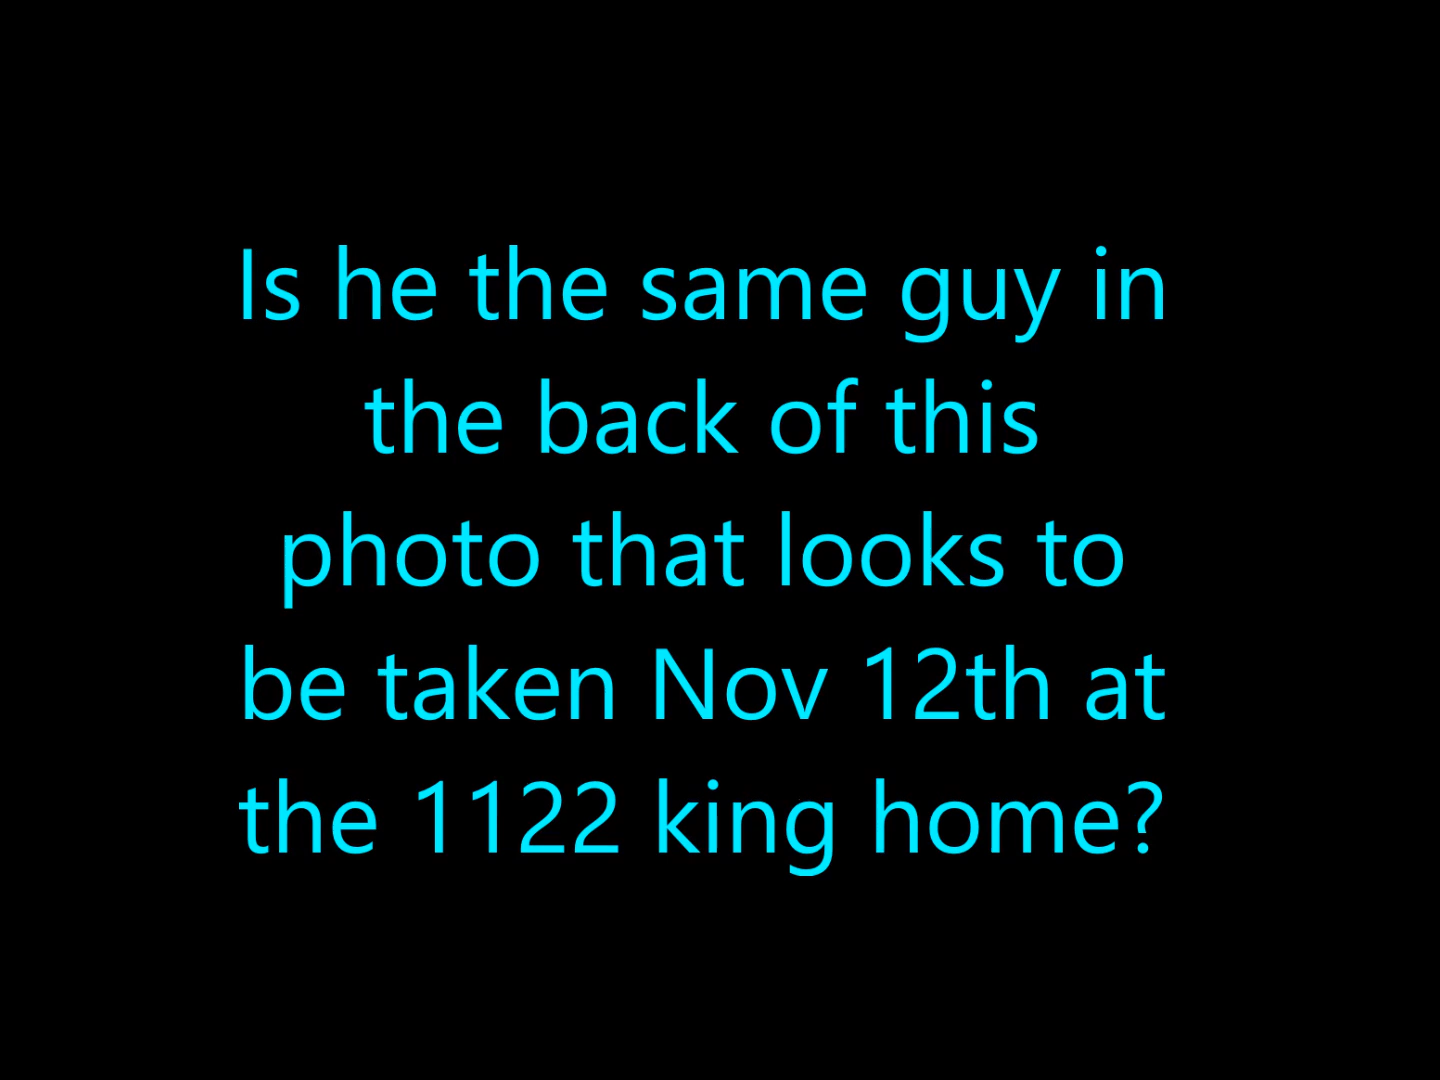 Is he the same guy in
the back of this
photo that looks to
be taken Nov 12th at
the 1122 king home?